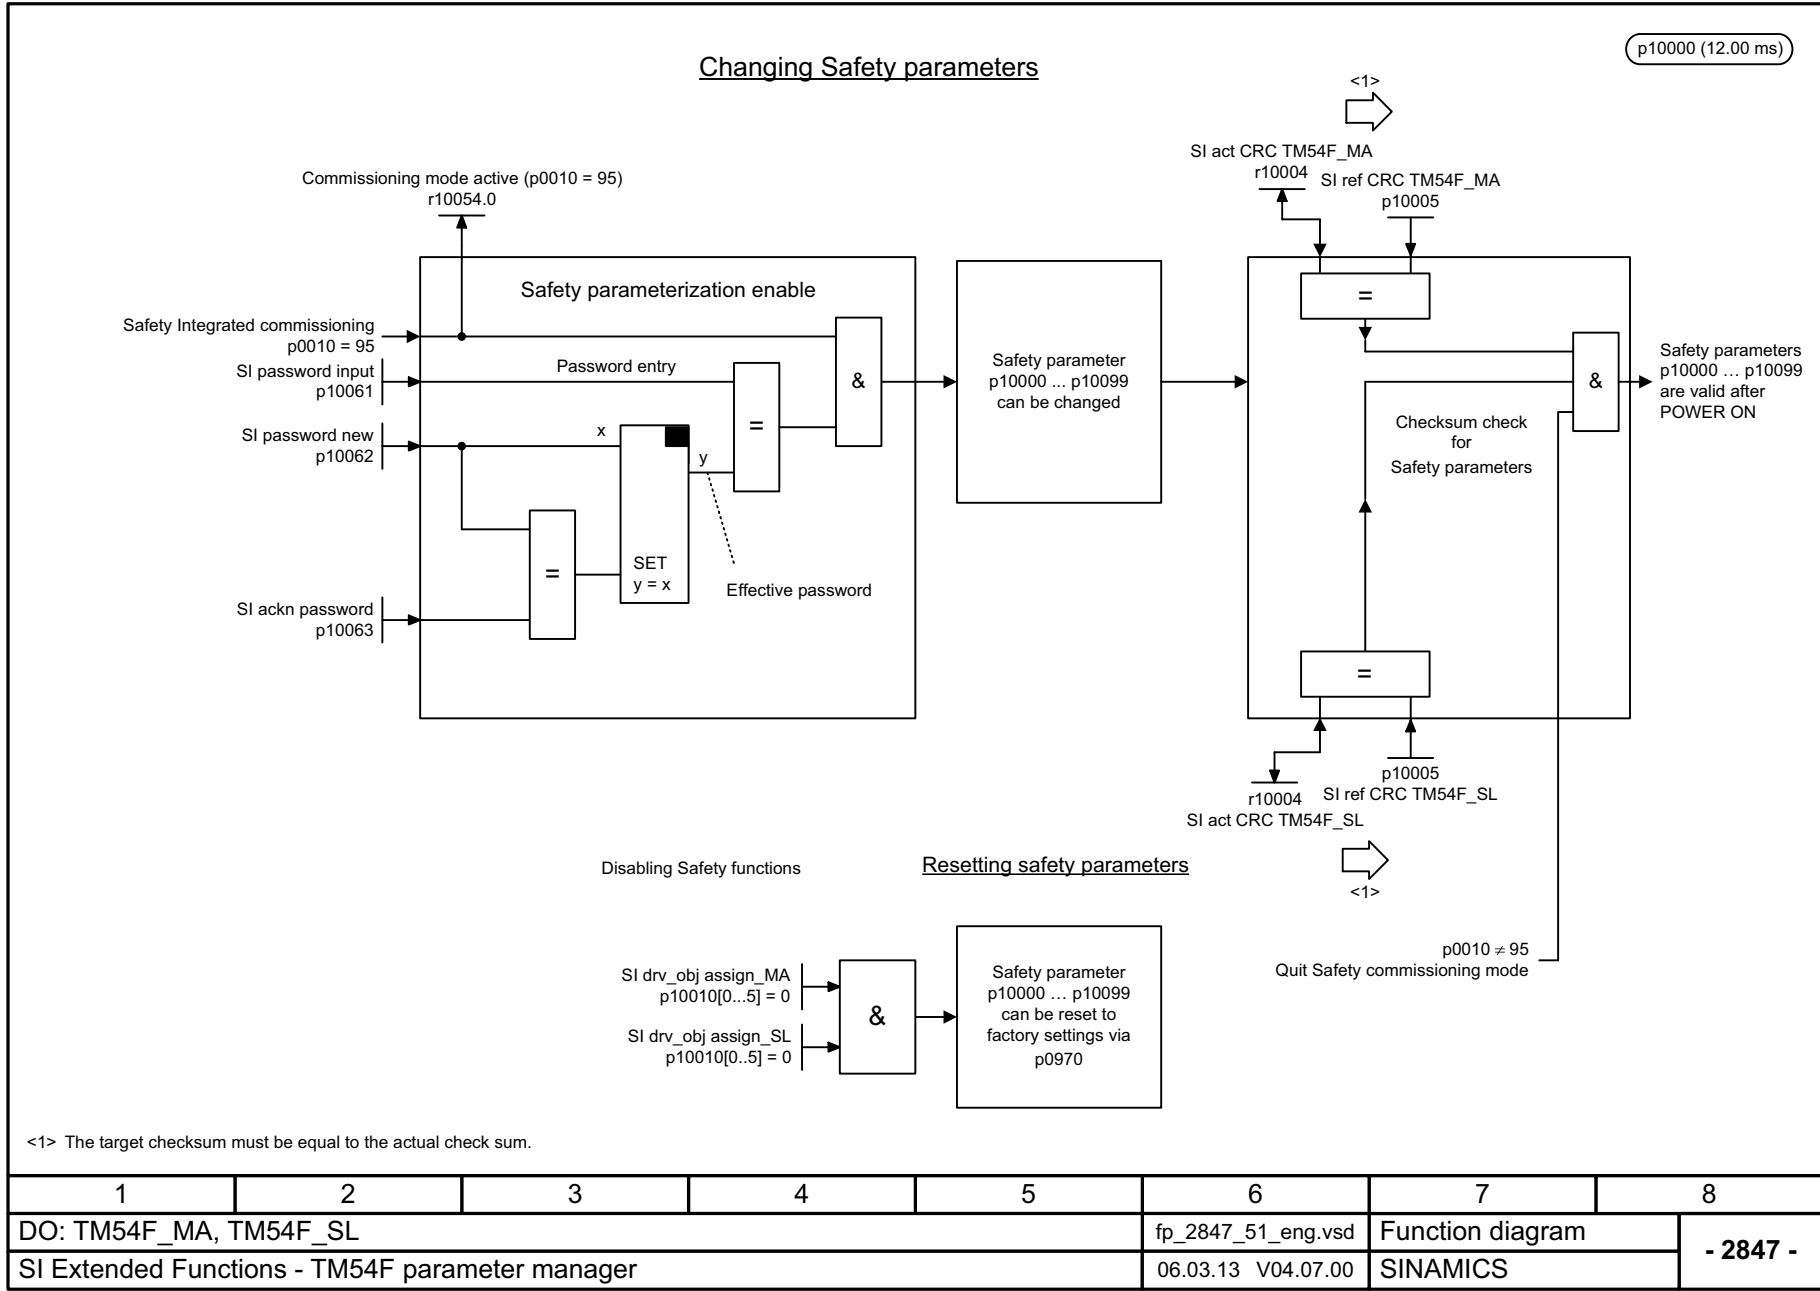 Changing Safety parameters
p10000 (12.00 ms)
<1>
SI act CRC TM54F_MA
r10004
SI ref CRC TM54F_MA
p10005
Commissioning mode active (p0010 = 95)
r10054.0
Safety parameterization enable
Safety Integrated commissioning
p0010 = 95
SI password input
p10061
Password entry
SI password new
p10062
x
y
&
=
SET
y = x
=
Effective password
SI ackn password
p10063
Safety parameter
p10000 ... p10099
can be changed
=
&
Checksum check
for
Safety parameters
=
Safety parameters
p10000 … p10099
are valid after
POWER ON
p10005
SI ref CRC TM54F_SL
r10004
SI act CRC TM54F_SL
<1>
p0010 ≠ 95
Quit Safety commissioning mode
Disabling Safety functions
Resetting safety parameters
SI drv_obj assign_MA
p10010[0...5] = 0
SI drv_obj assign_SL
p10010[0..5] = 0
&
Safety parameter
p10000 … p10099
can be reset to
factory settings via
p0970
<1> The target checksum must be equal to the actual check sum.
1 2 3 4 5 6 7 8
DO: TM54F_MA, TM54F_SL
fp_2847_51_eng.vsd
Function diagram
- 2847 -
SI Extended Functions - TM54F parameter manager
06.03.13 V04.07.00
SINAMICS